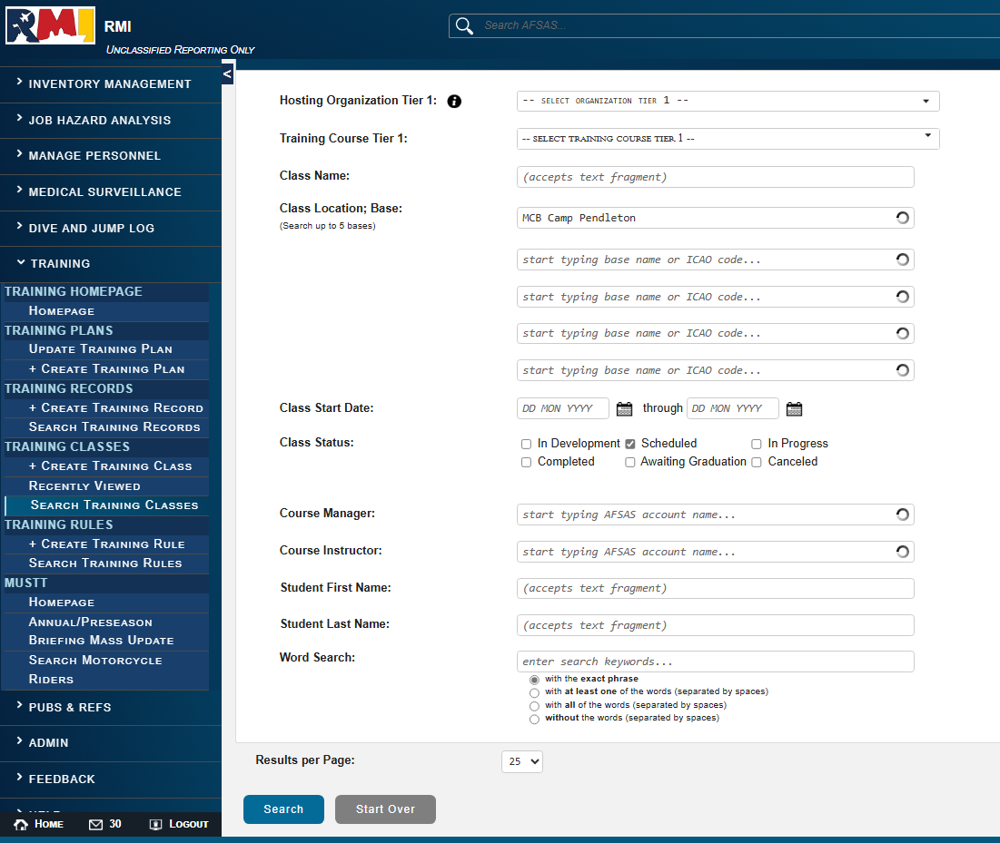 RMI
RMI
Unclassified Reporting Only
Search AFSAS...
<
INVENTORY MANAGEMENT
JOB HAZARD ANALYSIS
MANAGE PERSONNEL
MEDICAL SURVEILLANCE
DIVE AND JUMP LOG
TRAINING
TRAINING HOMEPAGE
Homepage
TRAINING PLANS
Update Training Plan
+ Create Training Plan
TRAINING RECORDS
+ Create Training Record
Search Training Records
TRAINING CLASSES
+ Create Training Class
Recently Viewed
Search Training Classes
TRAINING RULES
+ Create Training Rule
Search Training Rules
MUSTT
Homepage
Annual/Preseason
Briefing Mass Update
Search Motorcycle
Riders
PUBS & REFS
ADMIN
FEEDBACK
Home
30
Logout
Hosting Organization Tier 1:
-- SELECT ORGANIZATION TIER 1 --
Training Course Tier 1:
-- SELECT TRAINING COURSE TIER 1 --
Class Name:
(accepts text fragment)
Class Location; Base:
(Search up to 5 bases)
MCB Camp Pendleton
start typing base name or ICAO code...
start typing base name or ICAO code...
start typing base name or ICAO code...
start typing base name or ICAO code...
Class Start Date:
DD MON YYYY through DD MON YYYY
Class Status:
In Development Scheduled In Progress
Completed Awaiting Graduation Canceled
Course Manager:
start typing AFSAS account name...
Course Instructor:
start typing AFSAS account name...
Student First Name:
(accepts text fragment)
Student Last Name:
(accepts text fragment)
Word Search:
enter search keywords...
with the exact phrase
with at least one of the words (separated by spaces)
with all of the words (separated by spaces)
without the words (separated by spaces)
Results per Page:
25
Search
Start Over